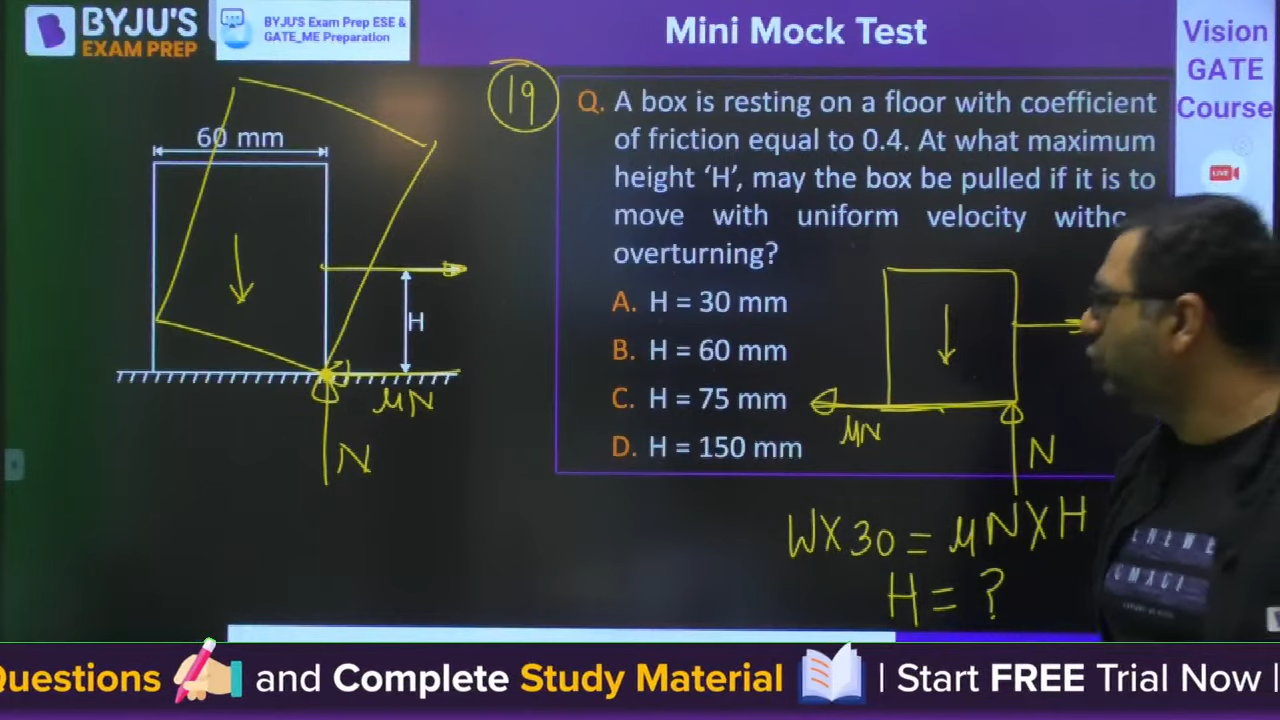 BYJU'S
EXAM PREP
BYJU'S Exam Prep ESE &
GATE_ME Preparation
Mini Mock Test
Vision
GATE
Course
LIVE
19
Q. A box is resting on a floor with coefficient
of friction equal to 0.4. At what maximum
height ‘H’, may the box be pulled if it is to
move with uniform velocity
overturning?
A. H = 30 mm
B. H = 60 mm
C. H = 75 mm
D. H = 150 mm
60 mm
H
μN
N
μN
N
W×30 = μN×H
H = ?
Questions and Complete Study Material | Start FREE Trial Now |